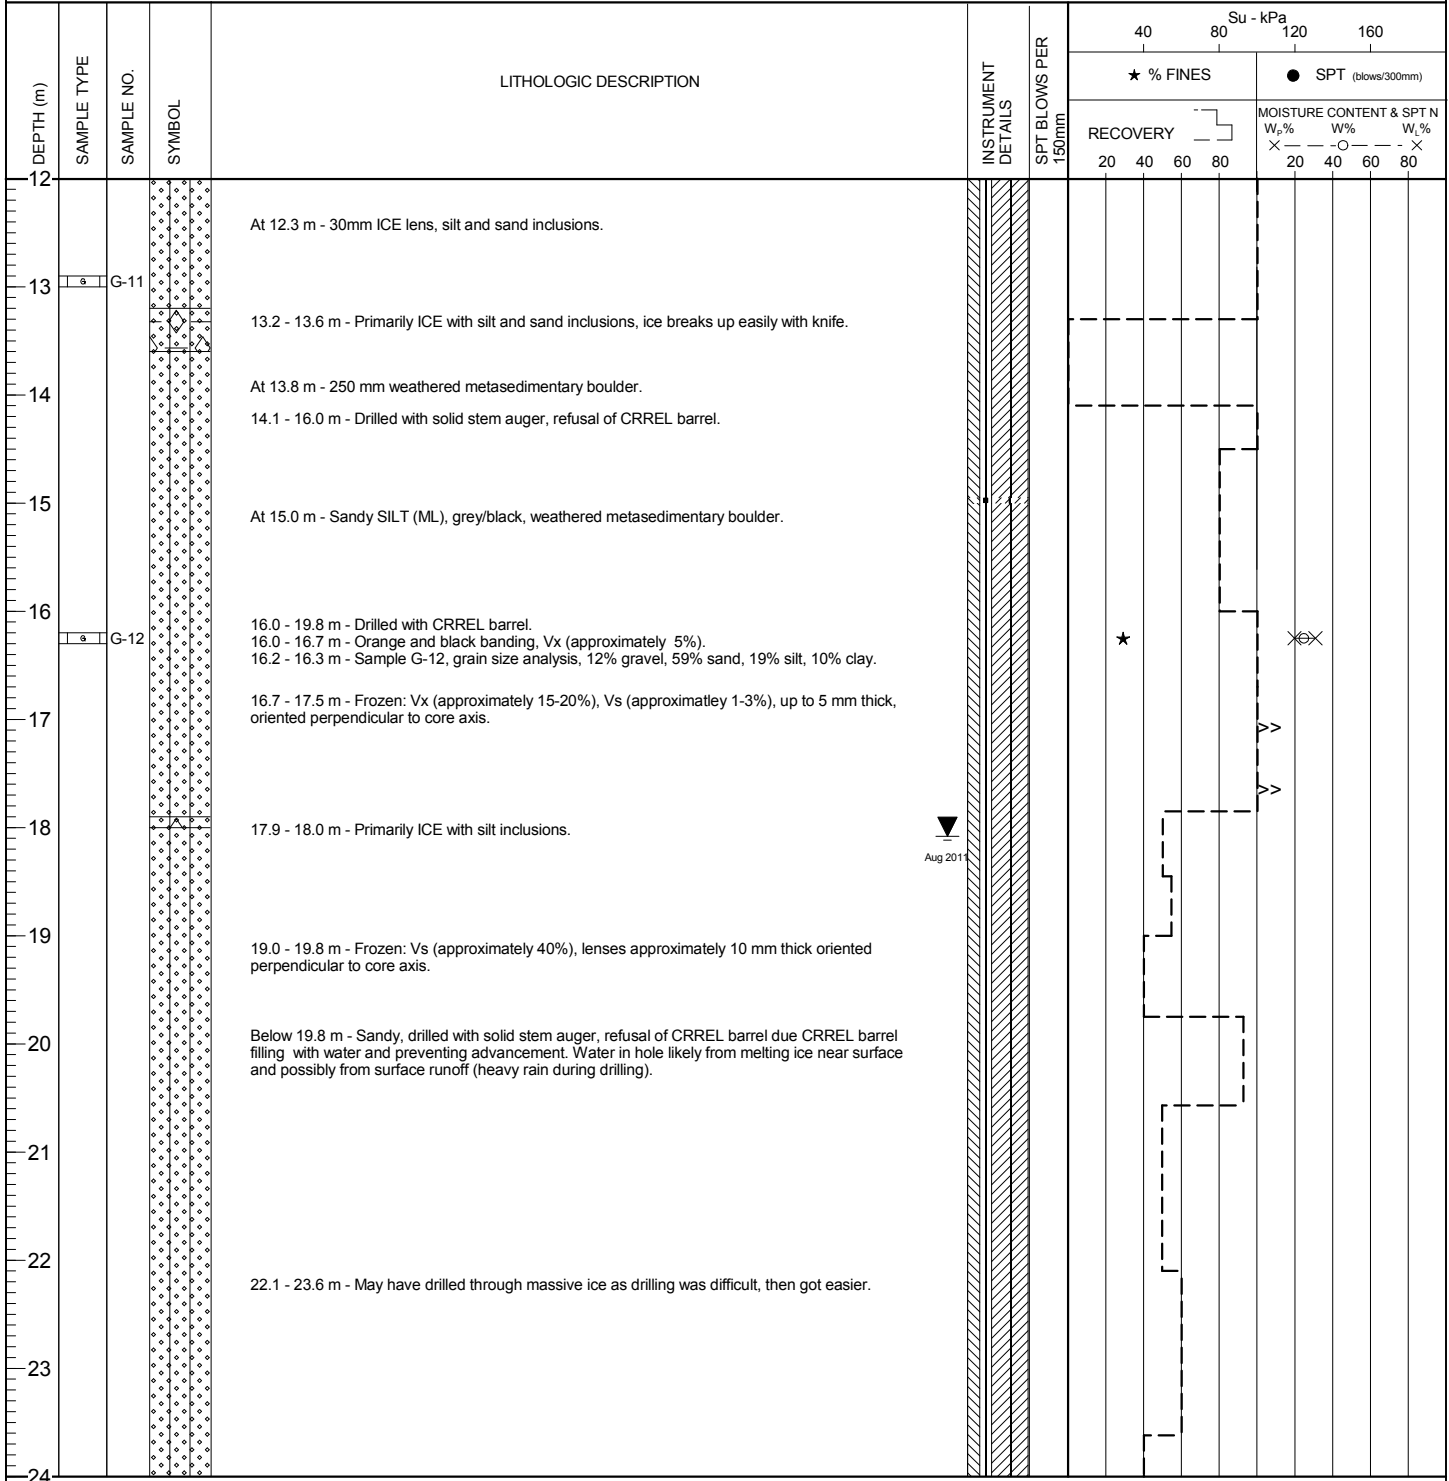 DEPTH (m)
SAMPLE TYPE
SAMPLE NO.
SYMBOL
LITHOLOGIC DESCRIPTION
INSTRUMENT
DETAILS
SPT BLOWS PER
150mm
Su - kPa
40 80 120 160
★ % FINES
● SPT (blows/300mm)
RECOVERY
MOISTURE CONTENT & SPT N
WP% W% WL%
20 40 60 80 20 40 60 80
12
At 12.3 m - 30mm ICE lens, silt and sand inclusions.
G G-11
13
13.2 - 13.6 m - Primarily ICE with silt and sand inclusions, ice breaks up easily with knife.
At 13.8 m - 250 mm weathered metasedimentary boulder.
14
14.1 - 16.0 m - Drilled with solid stem auger, refusal of CRREL barrel.
15
At 15.0 m - Sandy SILT (ML), grey/black, weathered metasedimentary boulder.
16
16.0 - 19.8 m - Drilled with CRREL barrel.
G G-12
16.0 - 16.7 m - Orange and black banding, Vx (approximately 5%).
16.2 - 16.3 m - Sample G-12, grain size analysis, 12% gravel, 59% sand, 19% silt, 10% clay.
16.7 - 17.5 m - Frozen: Vx (approximately 15-20%), Vs (approximatley 1-3%), up to 5 mm thick,
oriented perpendicular to core axis.
17
>>
>>
18
17.9 - 18.0 m - Primarily ICE with silt inclusions.
Aug 2011
19
19.0 - 19.8 m - Frozen: Vs (approximately 40%), lenses approximately 10 mm thick oriented
perpendicular to core axis.
Below 19.8 m - Sandy, drilled with solid stem auger, refusal of CRREL barrel due CRREL barrel
20
filling with water and preventing advancement. Water in hole likely from melting ice near surface
and possibly from surface runoff (heavy rain during drilling).
21
22
22.1 - 23.6 m - May have drilled through massive ice as drilling was difficult, then got easier.
23
24